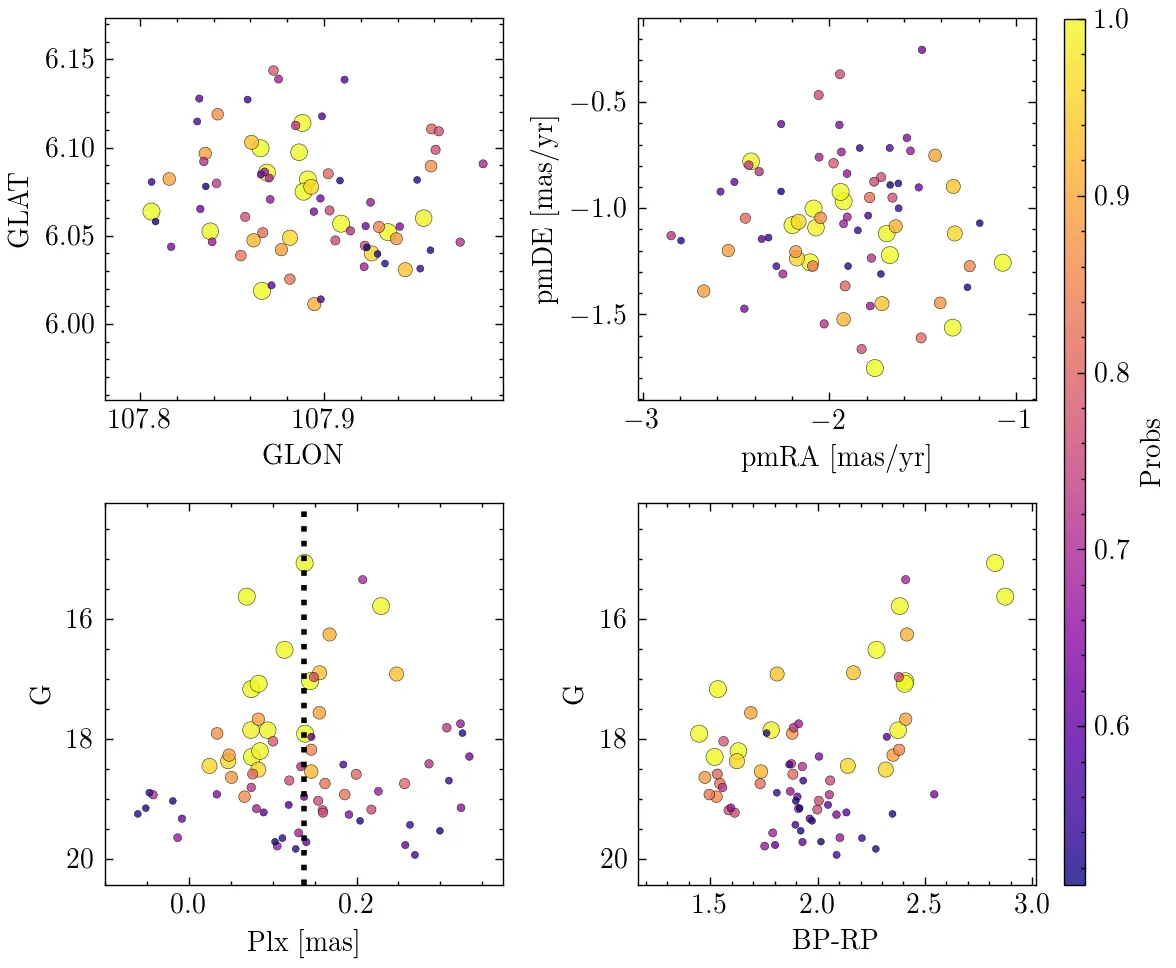 6.15
6.10
6.05
6.00
GLAT
107.8 107.9
GLON
−0.5
−1.0
−1.5
pmDE [mas/yr]
−3 −2 −1
pmRA [mas/yr]
16
18
20
G
0.0 0.2
Plx [mas]
16
18
20
G
1.5 2.0 2.5 3.0
BP-RP
1.0
0.9
0.8
0.7
0.6
Probs